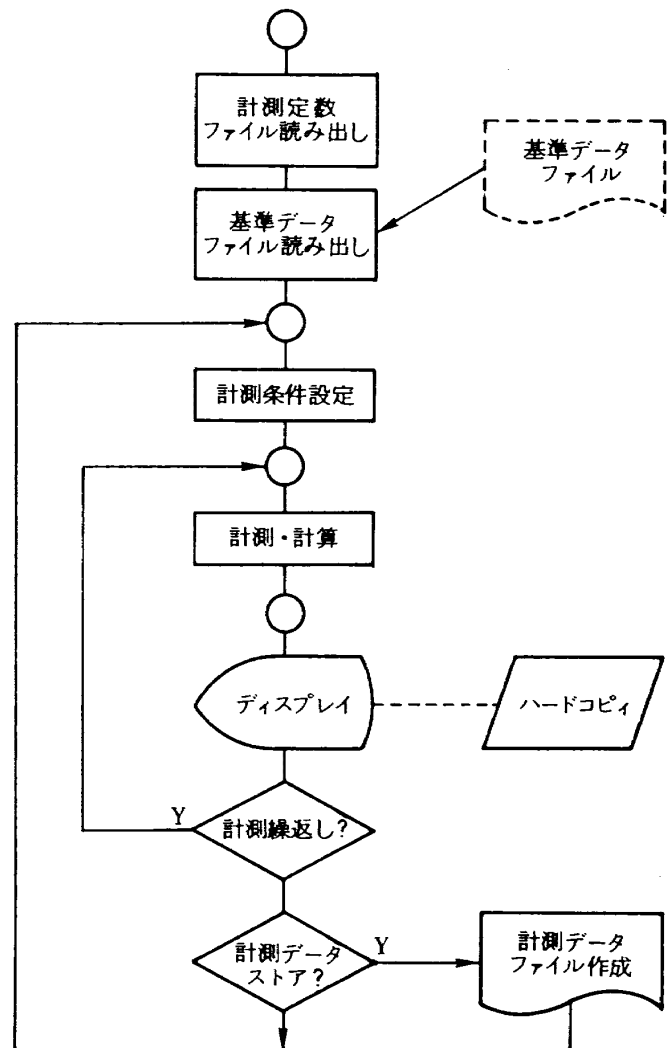 計測定数
ファイル読み出し
基準データ
ファイル
基準データ
ファイル読み出し
計測条件設定
計測・計算
ディスプレイ
ハードコピィ
Y
計測繰返し?
計測データ
ストア?
Y
計測データ
ファイル作成